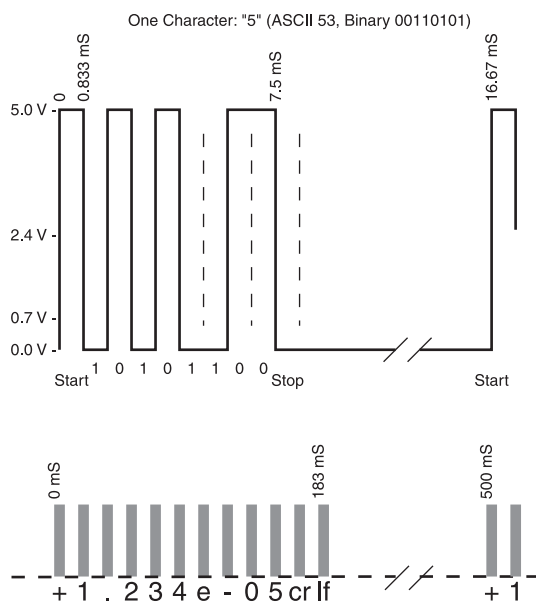 One Character: "5" (ASCII 53, Binary 00110101)
0
0.833 mS
7.5 mS
16.67 mS
5.0 V
2.4 V
0.7 V
0.0 V
1 0 1 0 1 1 0 0
Start Stop Start
0 mS
183 mS
500 mS
+ 1 . 2 3 4 e - 0 5 cr lf + 1